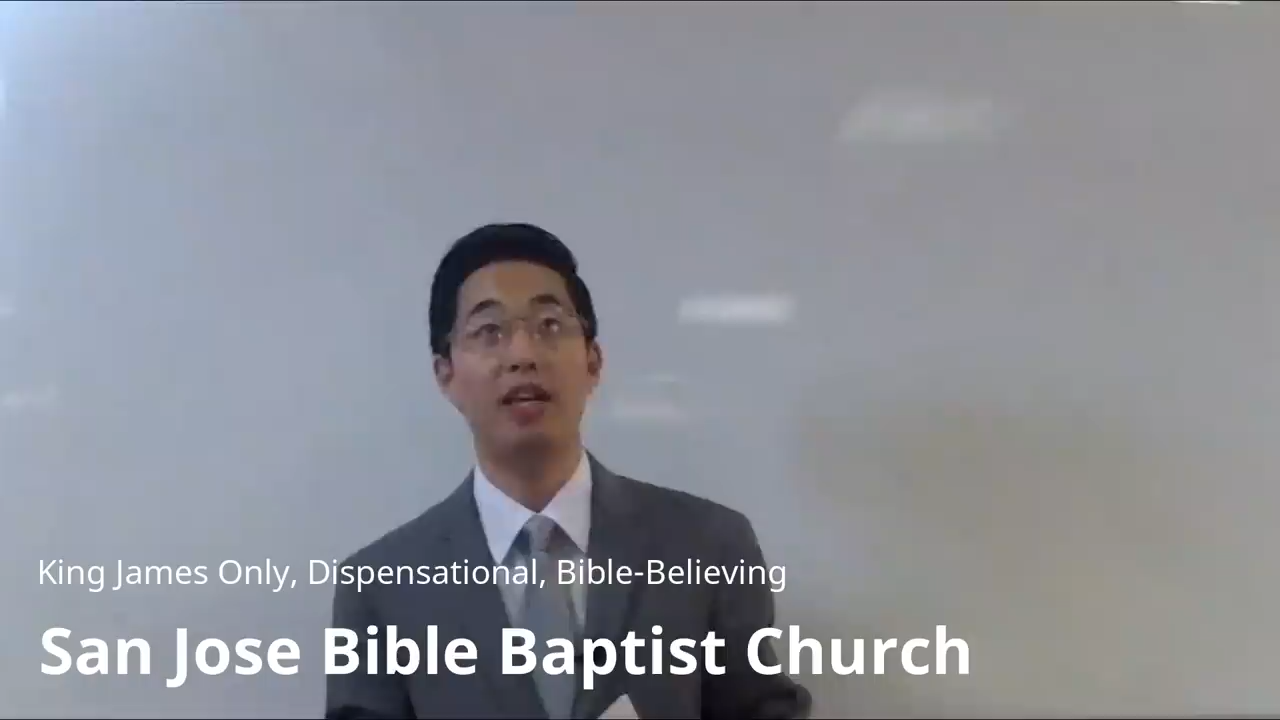 King James Only, Dispensational, Bible-Believing
San Jose Bible Baptist Church